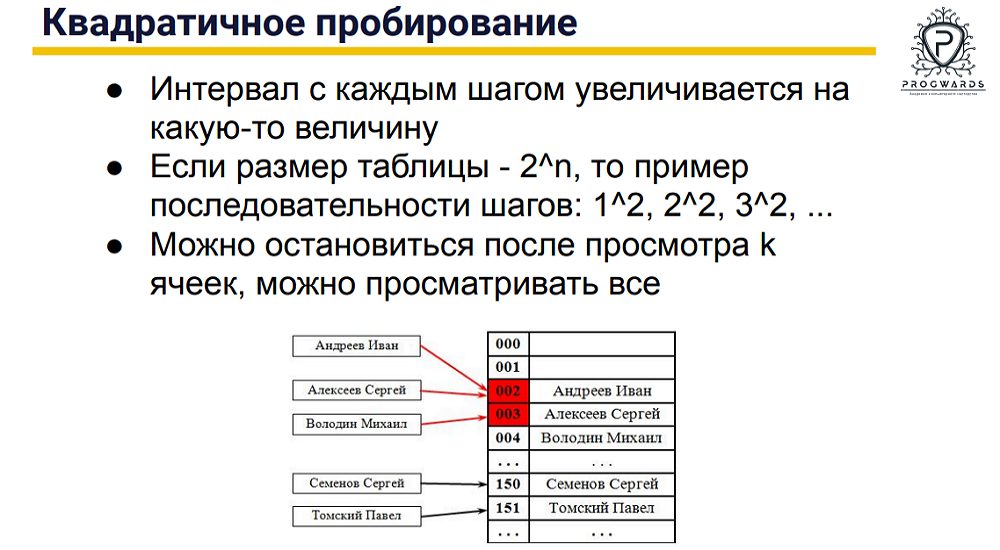 Квадратичное пробирование
PROGWARDS
● Интервал с каждым шагом увеличивается на
какую-то величину
● Если размер таблицы - 2^n, то пример
последовательности шагов: 1^2, 2^2, 3^2, ...
● Можно остановиться после просмотра k
ячеек, можно просматривать все
Андреев Иван
Алексеев Сергей
Володин Михаил
Семенов Сергей
Томский Павел
000
001
002 Андреев Иван
003 Алексеев Сергей
004 Володин Михаил
... ...
150 Семенов Сергей
151 Томский Павел
... ...